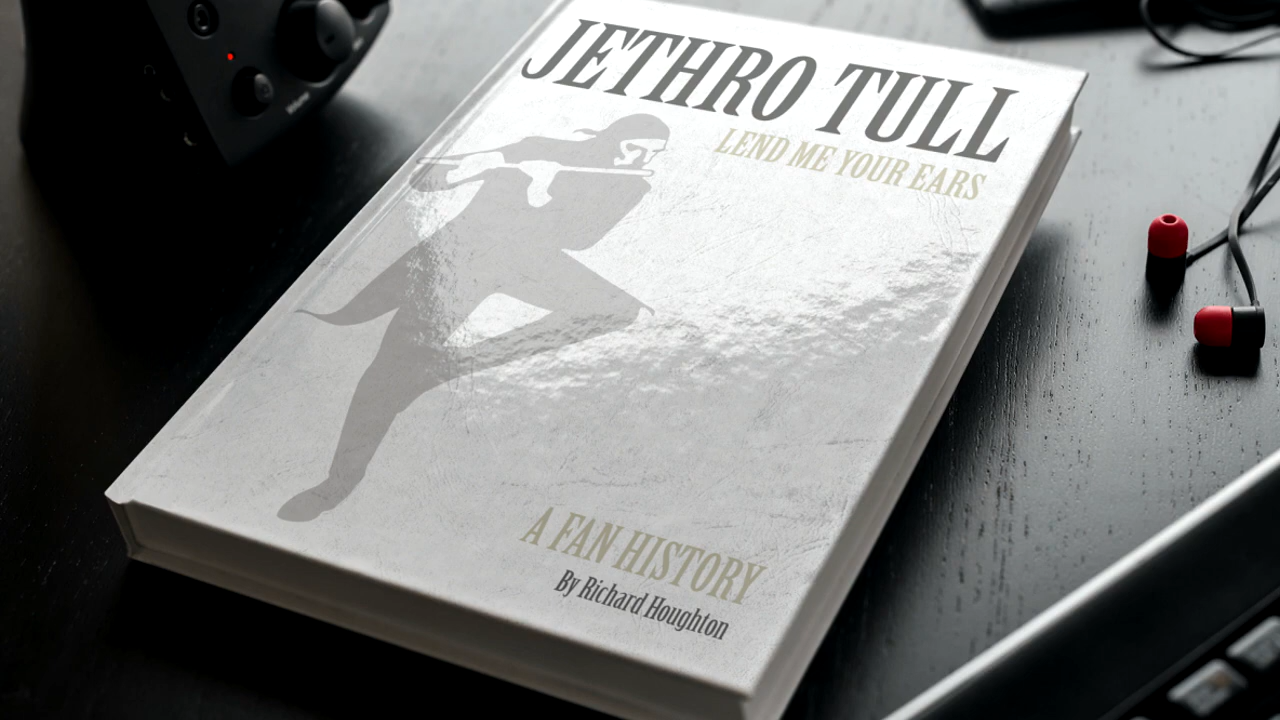 JETHRO TULL
LEND ME YOUR EARS
A FAN HISTORY
By Richard Houghton